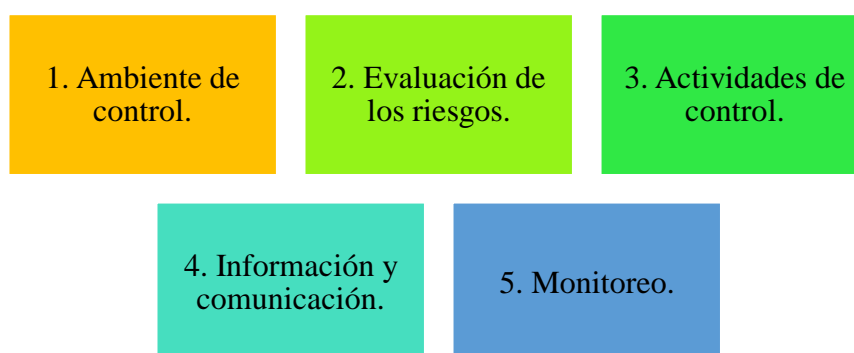 1. Ambiente de
control.
2. Evaluación de
los riesgos.
3. Actividades de
control.
4. Información y
comunicación.
5. Monitoreo.